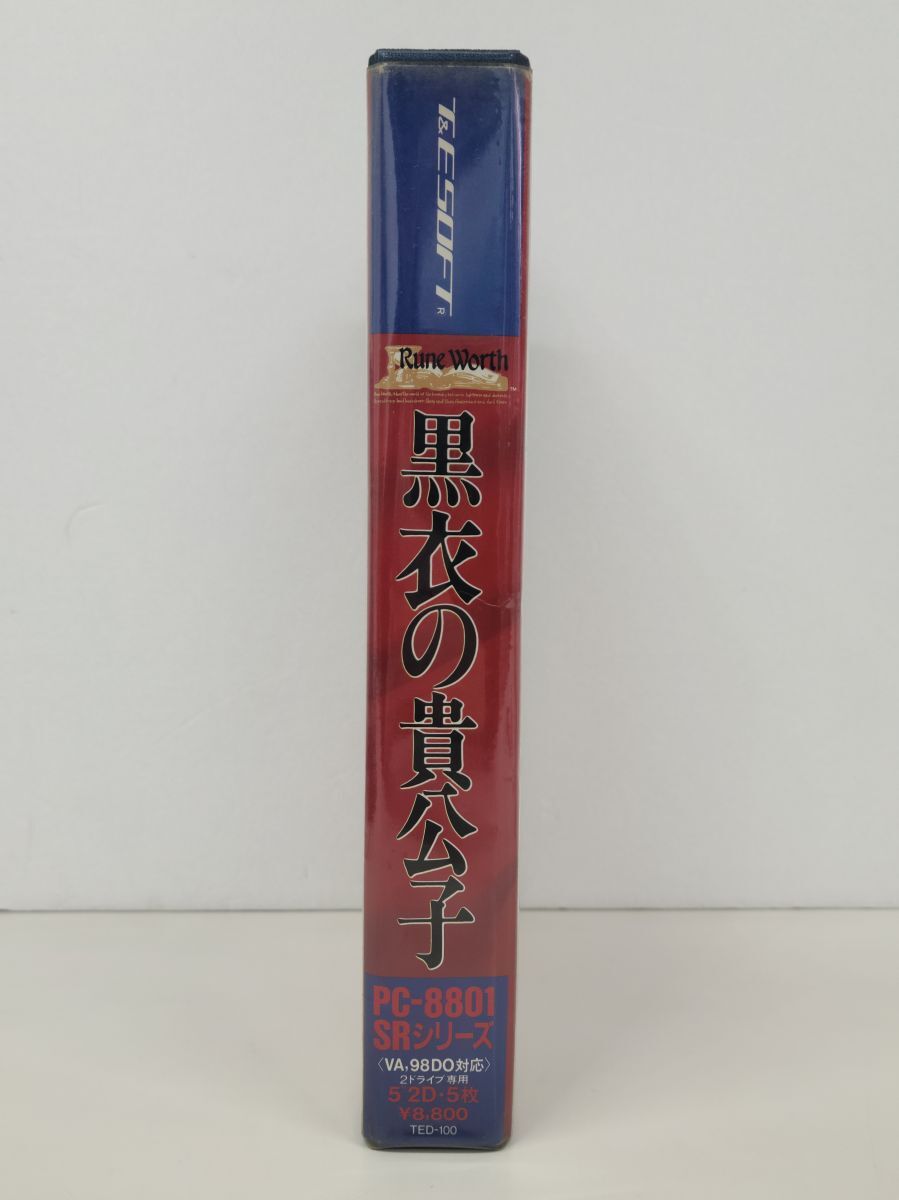 T&E SOFT R
Rune Worth TM
黒衣の貴公子
PC-8801
SRシリーズ
〈VA,98DO対応〉
2ドライブ専用
5"2D・5枚
¥8,800
TED-100